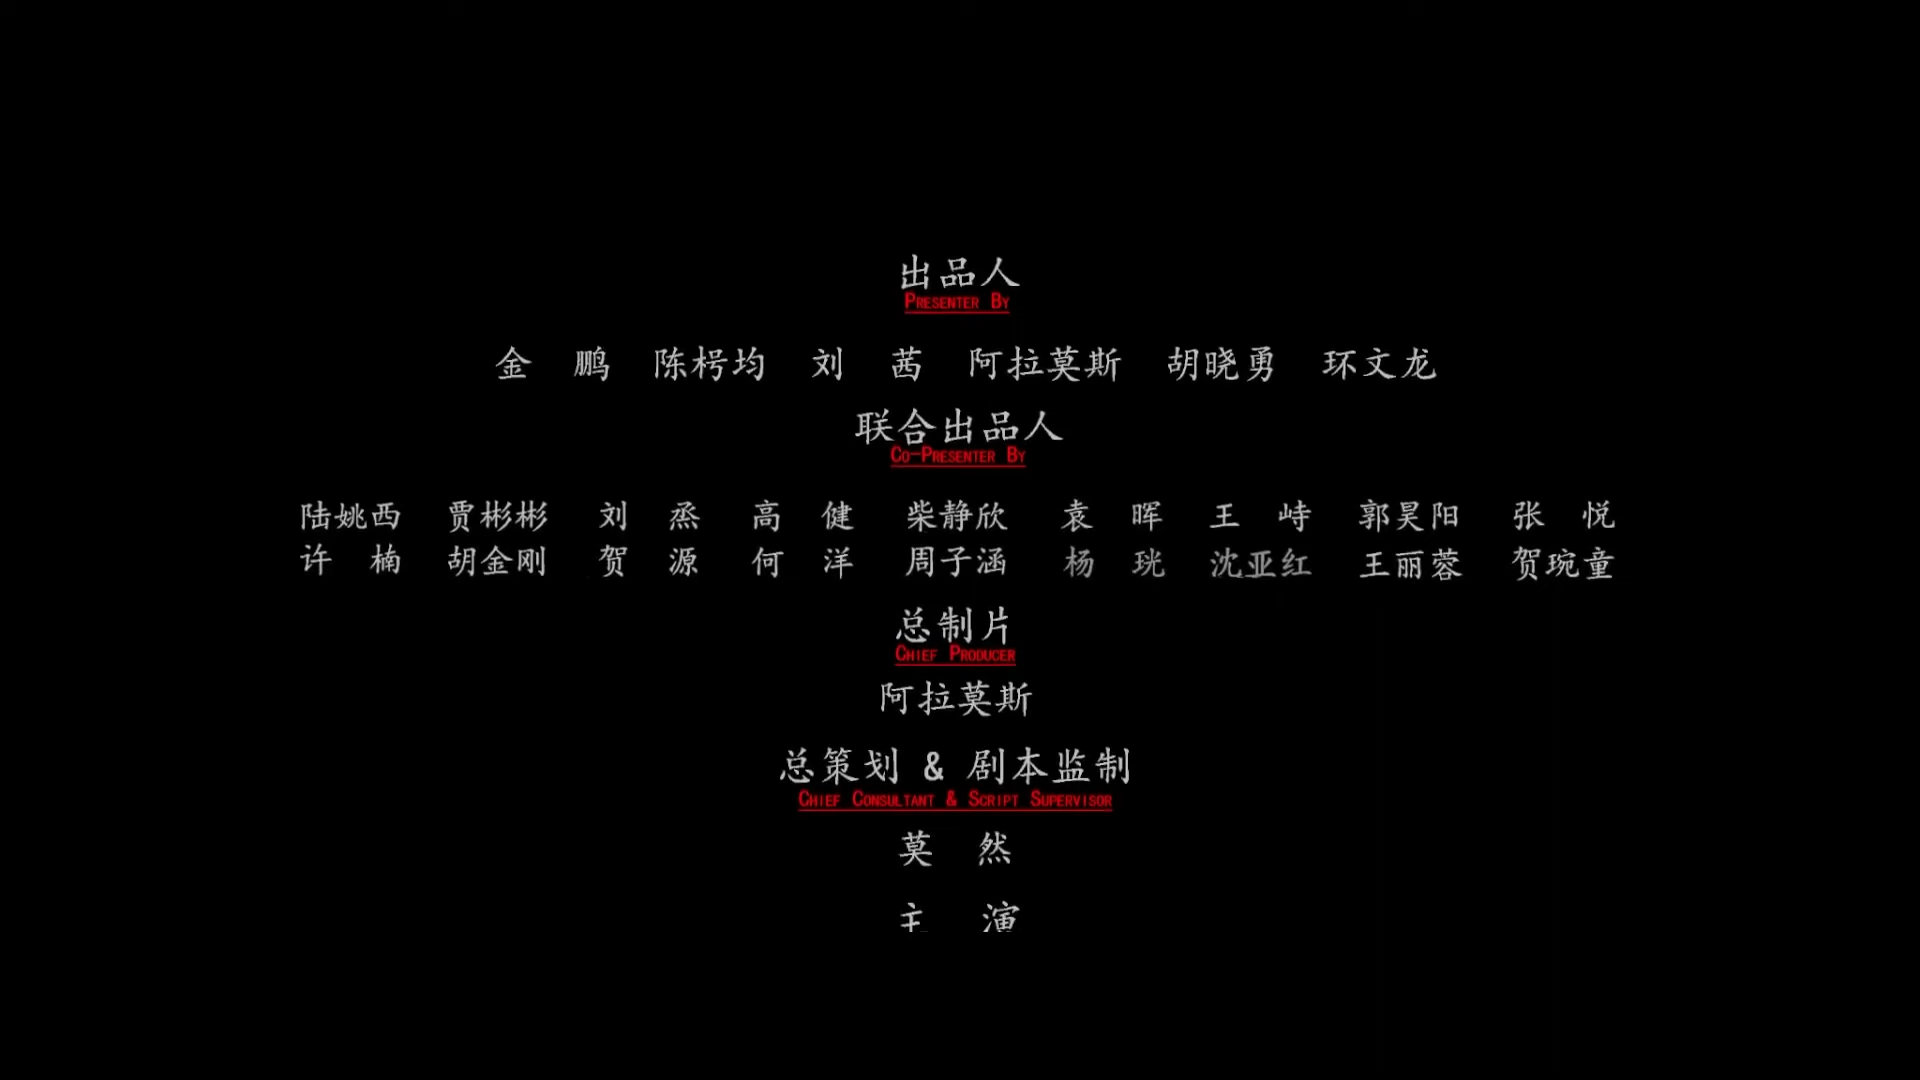 出品人
Presenter By
金 鹏 陈枵均 刘 茜 阿拉莫斯 胡晓勇 环文龙
联合出品人
Co-Presenter By
陆姚西 贾彬彬 刘 烝 高 健 柴静欣 袁 晖 王 峙 郭昊阳 张 悦
许 楠 胡金刚 贺 源 何 洋 周子涵 杨 珖 沈亚红 王丽蓉 贺琬童
总制片
Chief Producer
阿拉莫斯
总策划 & 剧本监制
Chief Consultant & Script Supervisor
莫 然
主 演